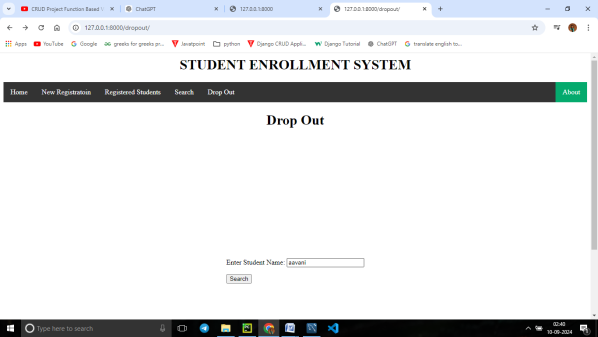 CRUD Project Function Based
ChatGPT
127.0.0.1:8000
127.0.0.1:8000/dropout/
127.0.0.1:8000/dropout/
Apps YouTube Google greeks for greeks pr... Javatpoint python Django CRUD Appli... Django Tutorial ChatGPT translate english to...
STUDENT ENROLLMENT SYSTEM
Home New Registratoin Registered Students Search Drop Out About
Drop Out
Enter Student Name: aavani
Search
Type here to search
02:40
10-09-2024